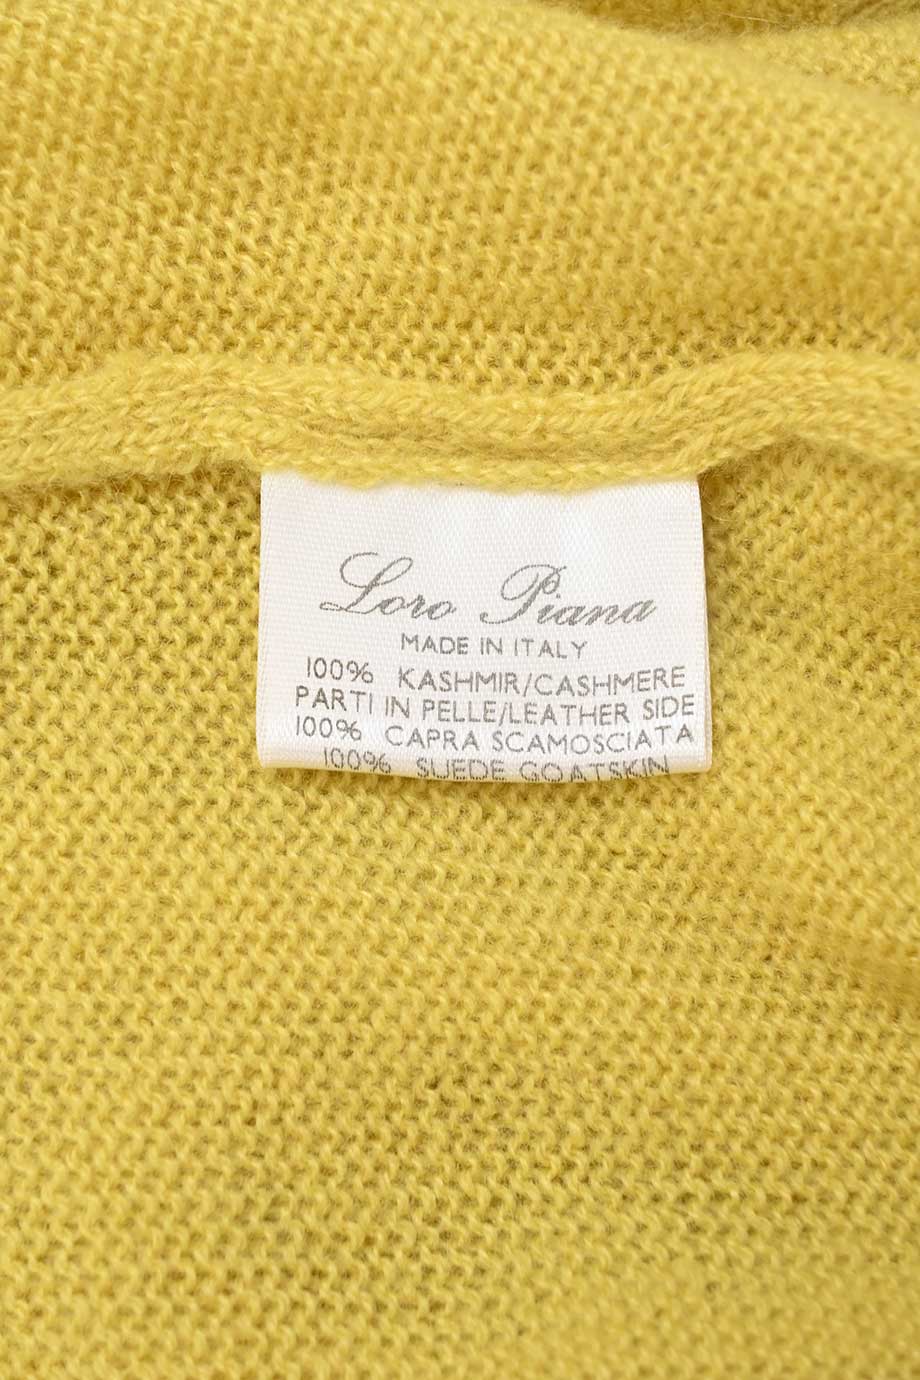 Loro Piana
MADE IN ITALY
100% KASHMIR/CASHMERE
PARTI IN PELLE/LEATHER SIDE
100% CAPRA SCAMOSCIATA
100% SUEDE GOATSKIN